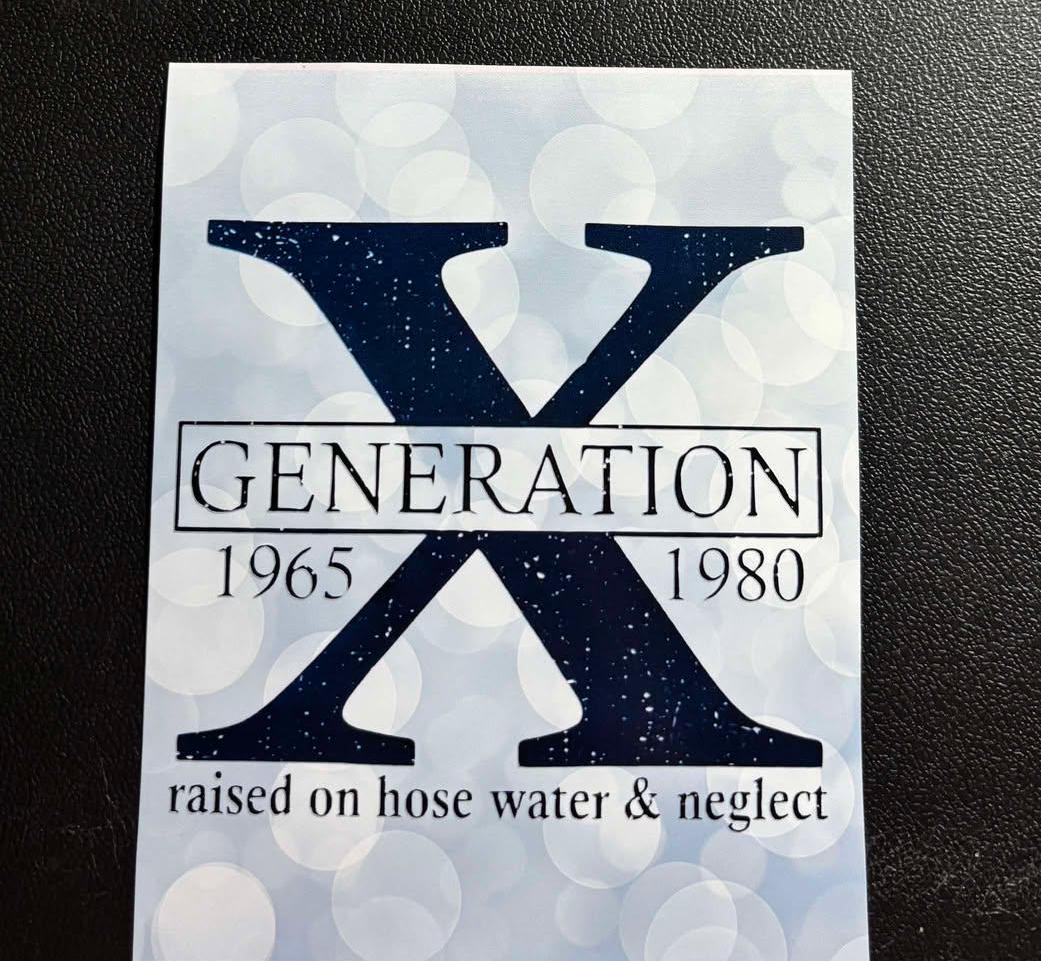 X
GENERATION
1965 1980
raised on hose water & neglect